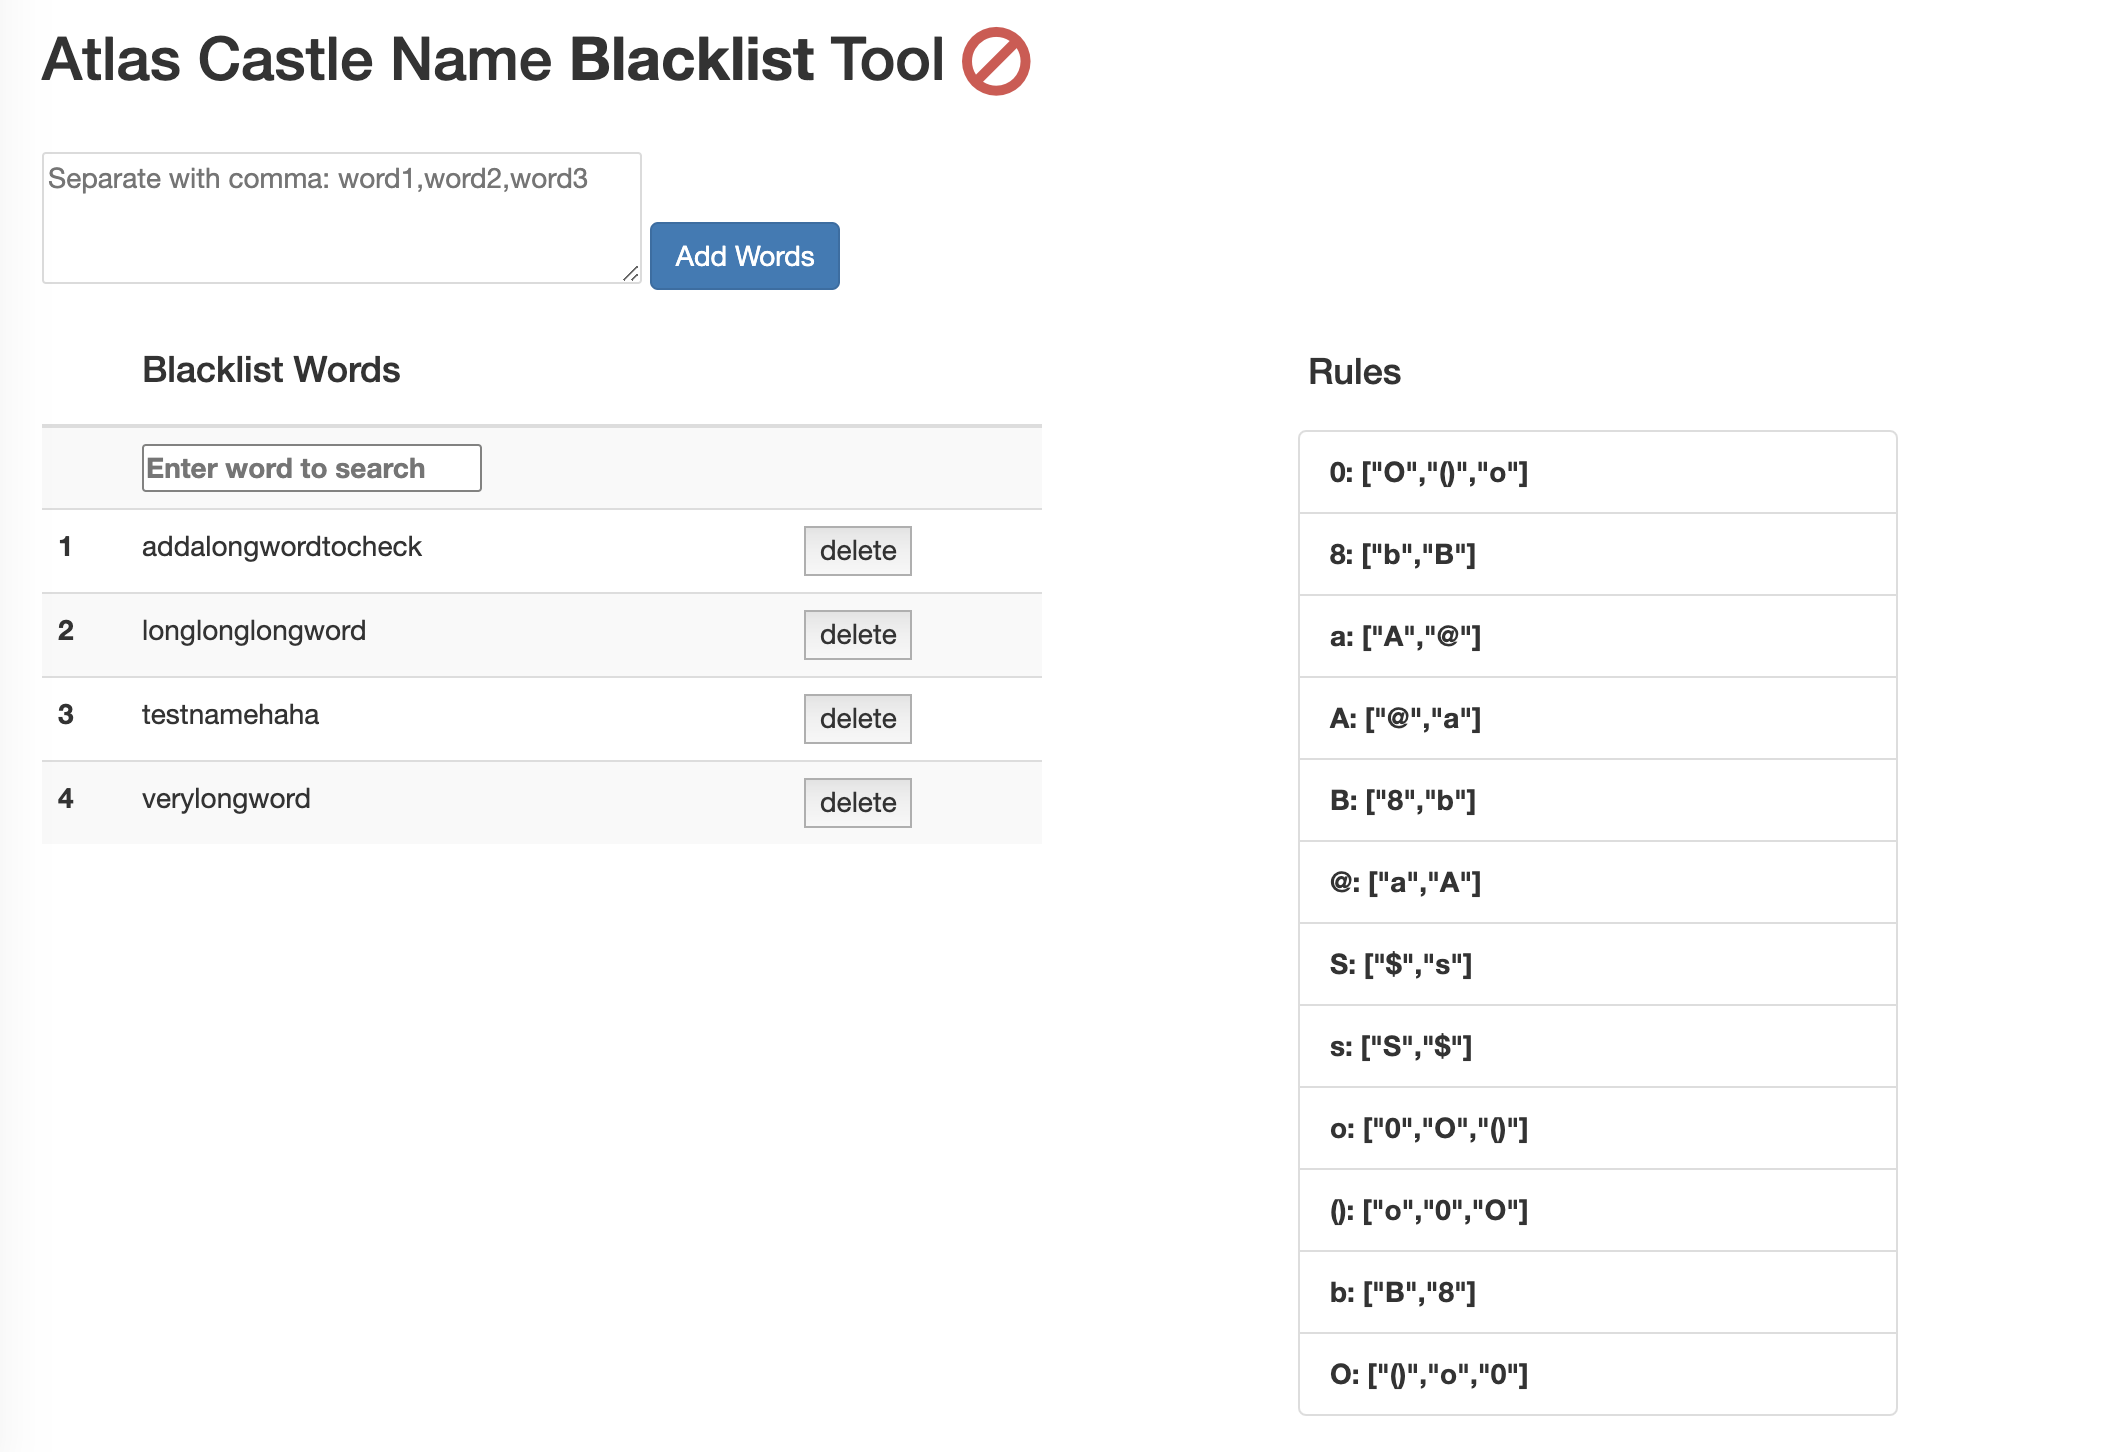 Atlas Castle Name Blacklist Tool
Separate with comma: word1,word2,word3
Add Words
Blacklist Words
Enter word to search
1 addalongwordtocheck delete
2 longlonglongword delete
3 testnamehaha delete
4 verylongword delete
Rules
0: ["O","()","o"]
8: ["b","B"]
a: ["A","@"]
A: ["@","a"]
B: ["8","b"]
@: ["a","A"]
S: ["$","s"]
s: ["S","$"]
o: ["0","O","()"]
(): ["o","0","O"]
b: ["B","8"]
O: ["()","o","0"]